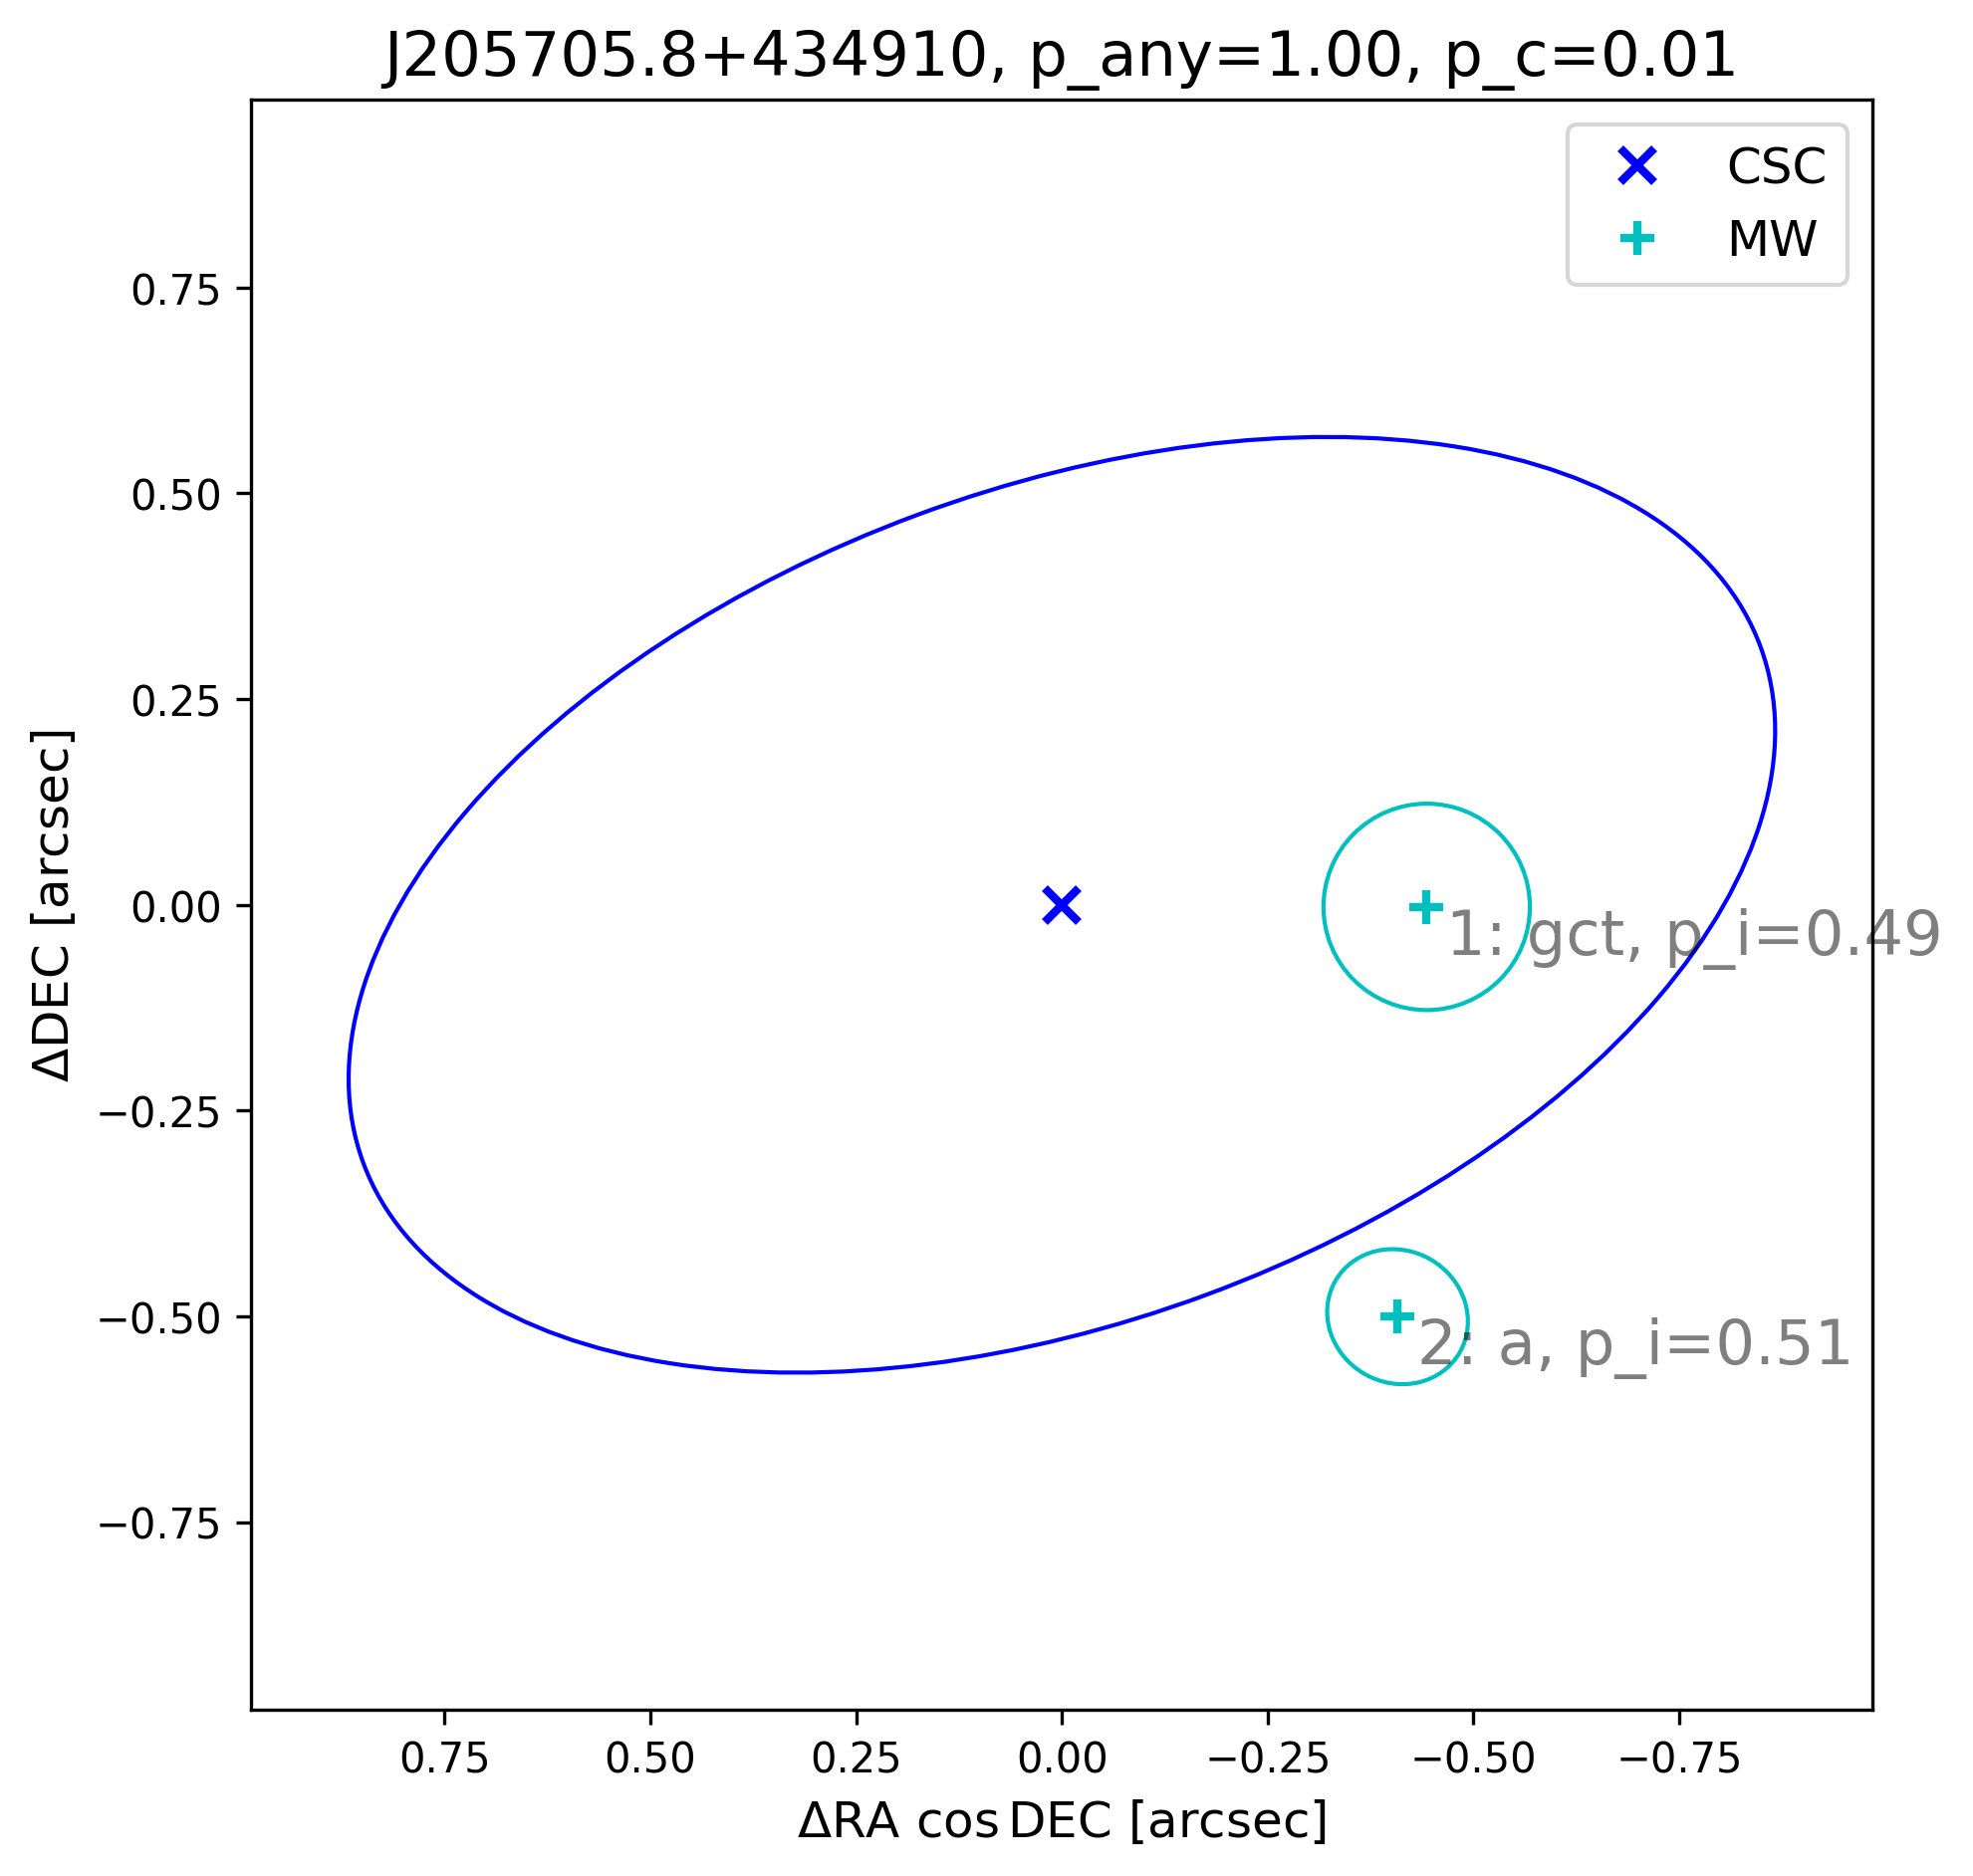 J205705.8+434910, p_any=1.00, p_c=0.01
CSC
MW
0.75
0.50
0.25
0.00
−0.25
−0.50
−0.75
ΔDEC [arcsec]
1: gct, p_i=0.49
2: a, p_i=0.51
0.75
0.50
0.25
0.00
−0.25
−0.50
−0.75
ΔRA cos DEC [arcsec]